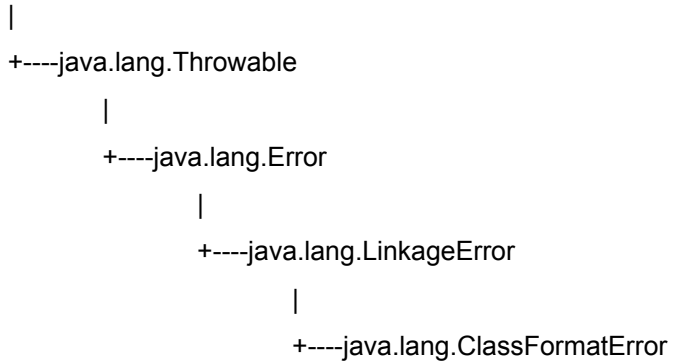 |
+----java.lang.Throwable
|
+----java.lang.Error
|
+----java.lang.LinkageError
|
+----java.lang.ClassFormatError